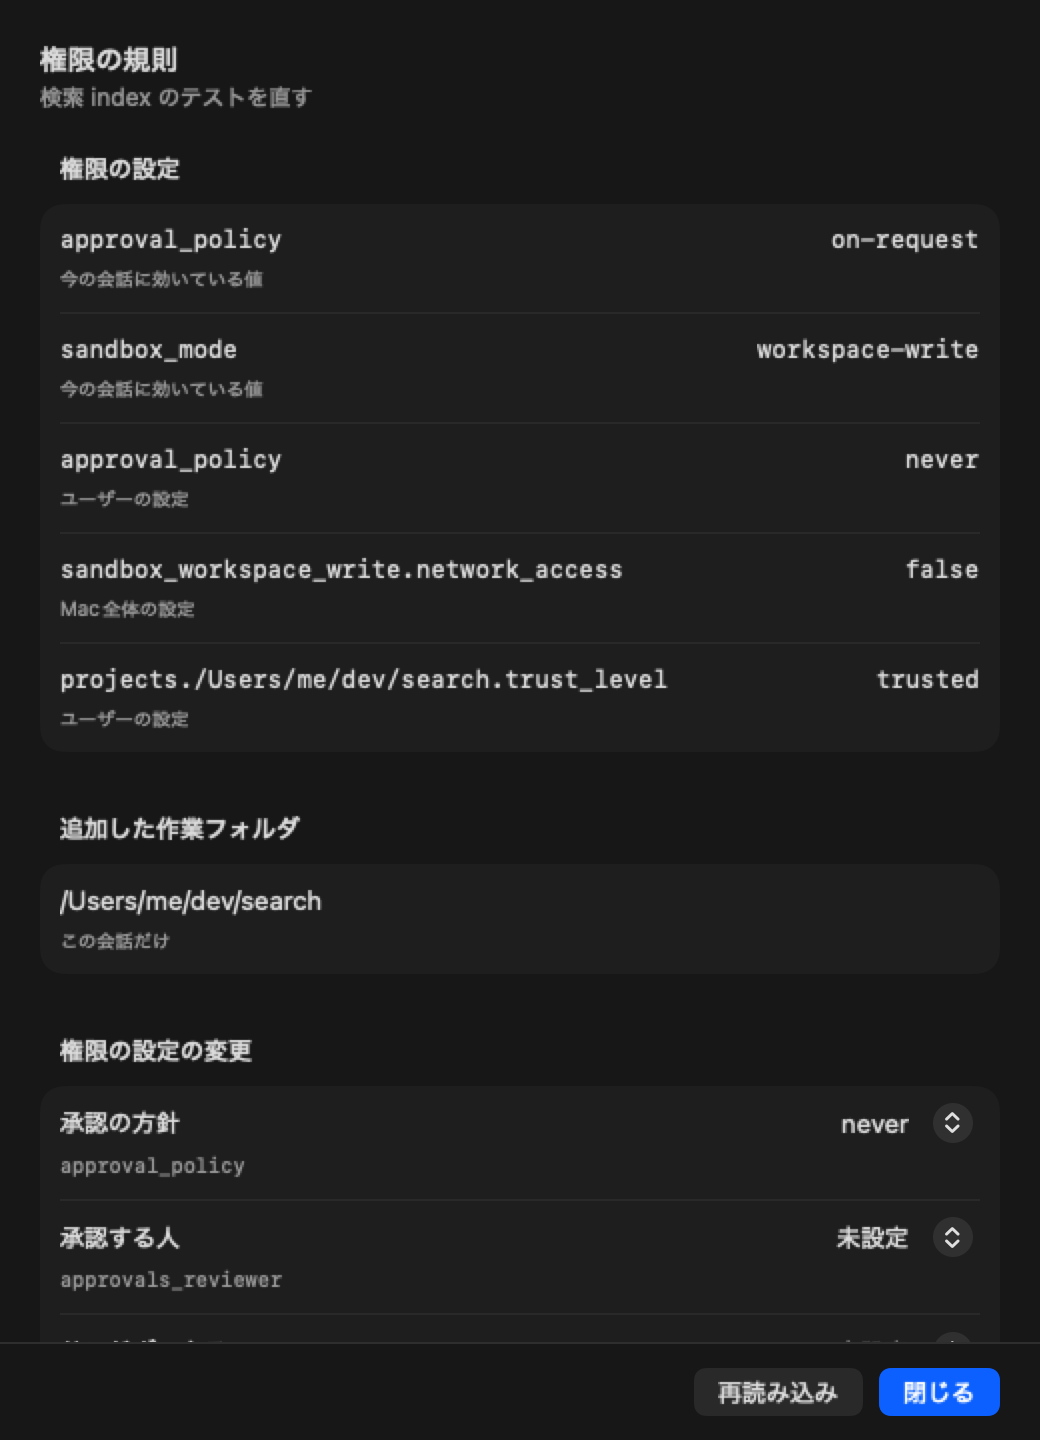 権限の規則
検索 index のテストを直す
権限の設定
approval_policy on-request
今の会話に効いている値
sandbox_mode workspace-write
今の会話に効いている値
approval_policy never
ユーザーの設定
sandbox_workspace_write.network_access false
Mac全体の設定
projects./Users/me/dev/search.trust_level trusted
ユーザーの設定
追加した作業フォルダ
/Users/me/dev/search
この会話だけ
権限の設定の変更
承認の方針 never
approval_policy
承認する人 未設定
approvals_reviewer
再読み込み 閉じる